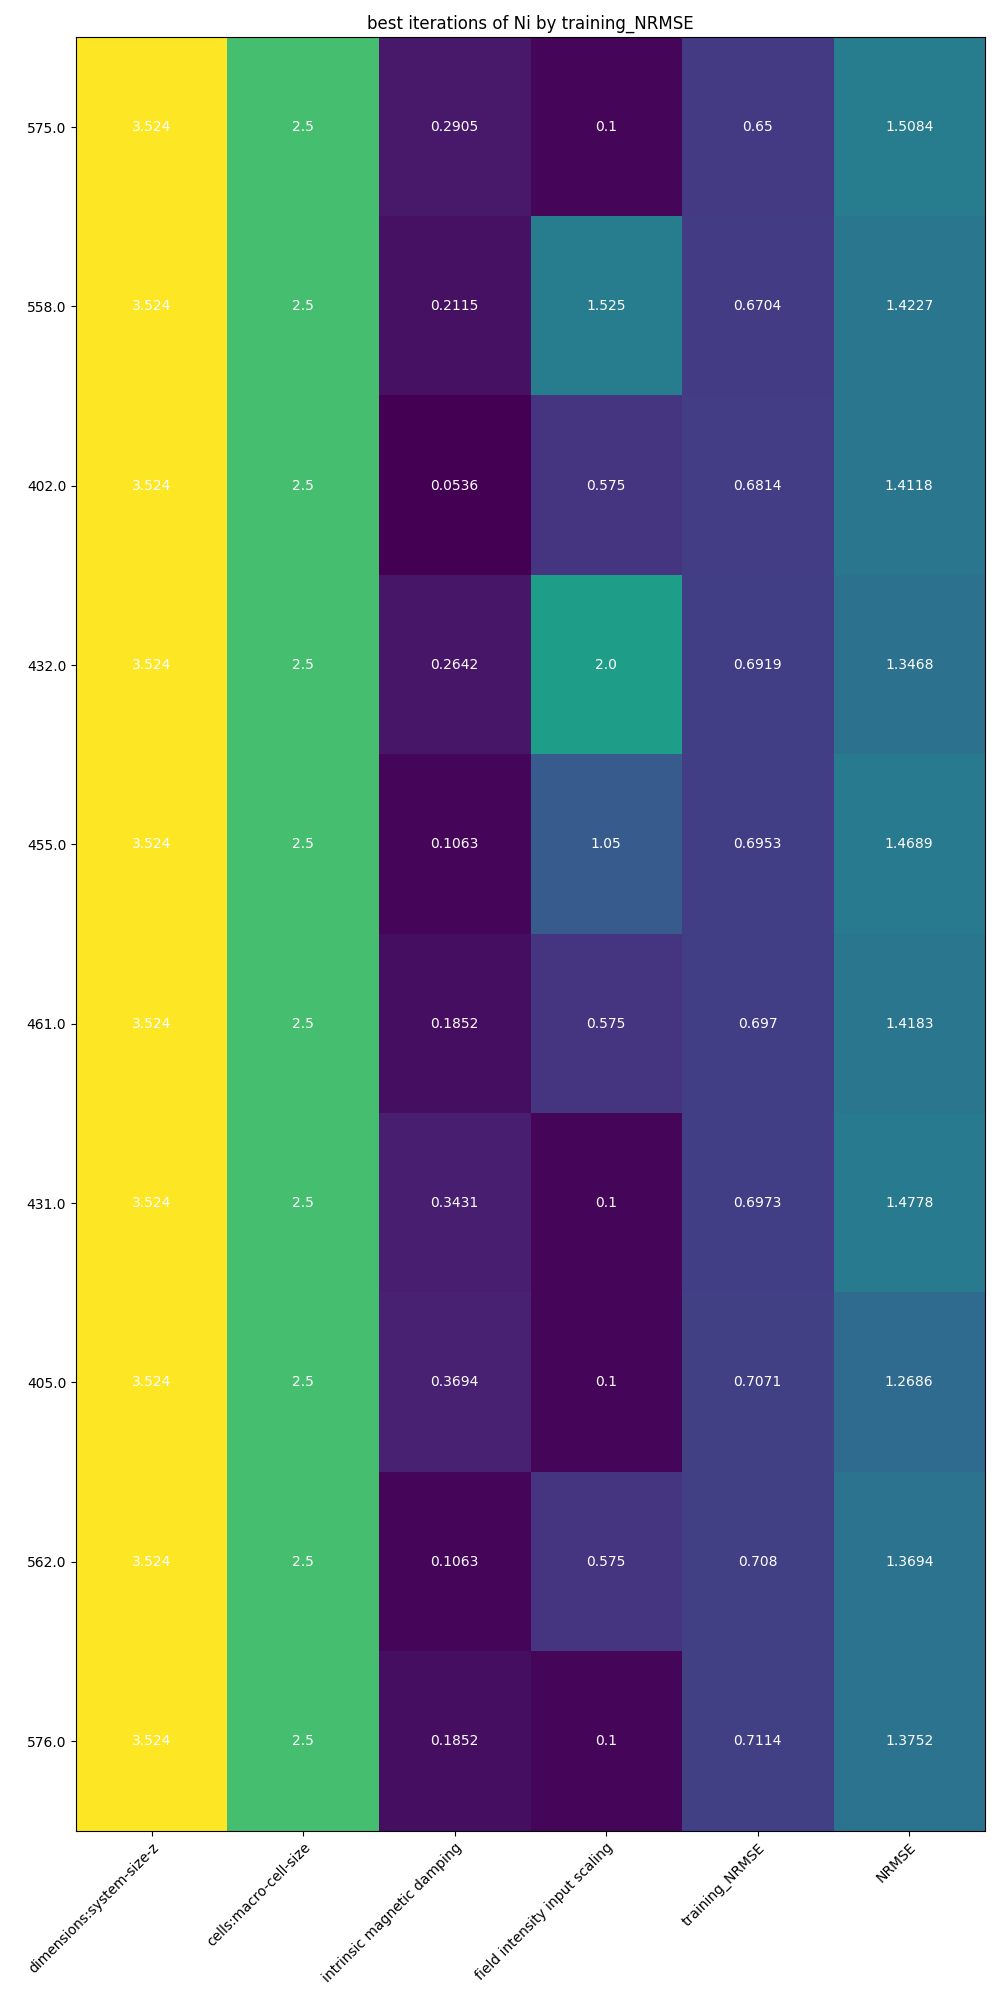 best iterations of Ni by training_NRMSE
575.0 3.524 2.5 0.2905 0.1 0.65 1.5084
558.0 3.524 2.5 0.2115 1.525 0.6704 1.4227
402.0 3.524 2.5 0.0536 0.575 0.6814 1.4118
432.0 3.524 2.5 0.2642 2.0 0.6919 1.3468
455.0 3.524 2.5 0.1063 1.05 0.6953 1.4689
461.0 3.524 2.5 0.1852 0.575 0.697 1.4183
431.0 3.524 2.5 0.3431 0.1 0.6973 1.4778
405.0 3.524 2.5 0.3694 0.1 0.7071 1.2686
562.0 3.524 2.5 0.1063 0.575 0.708 1.3694
576.0 3.524 2.5 0.1852 0.1 0.7114 1.3752
dimensions:system-size-z
cells:macro-cell-size
intrinsic magnetic damping
field intensity input scaling
training_NRMSE
NRMSE